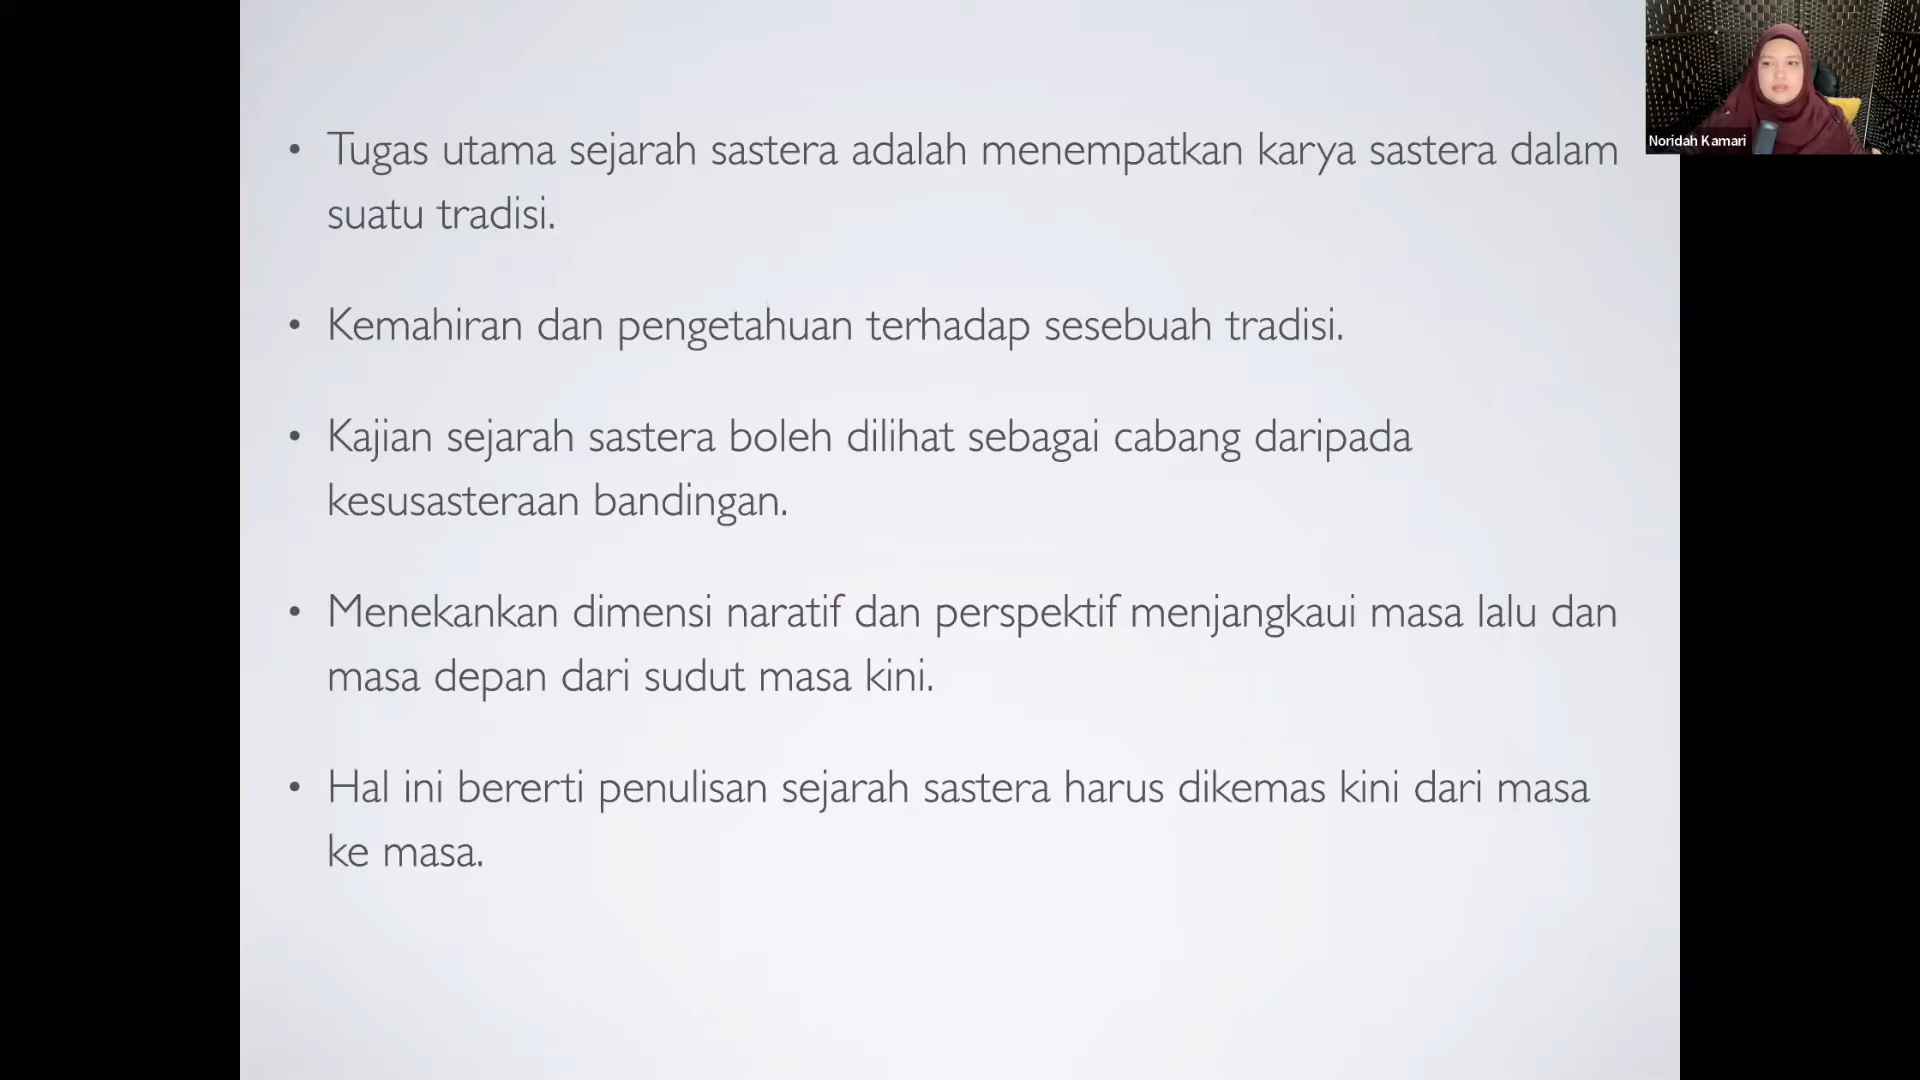 • Tugas utama sejarah sastera adalah menempatkan karya sastera dalam
suatu tradisi.
• Kemahiran dan pengetahuan terhadap sesebuah tradisi.
• Kajian sejarah sastera boleh dilihat sebagai cabang daripada
kesusasteraan bandingan.
• Menekankan dimensi naratif dan perspektif menjangkaui masa lalu dan
masa depan dari sudut masa kini.
• Hal ini bererti penulisan sejarah sastera harus dikemas kini dari masa
ke masa.
Noridah Kamari